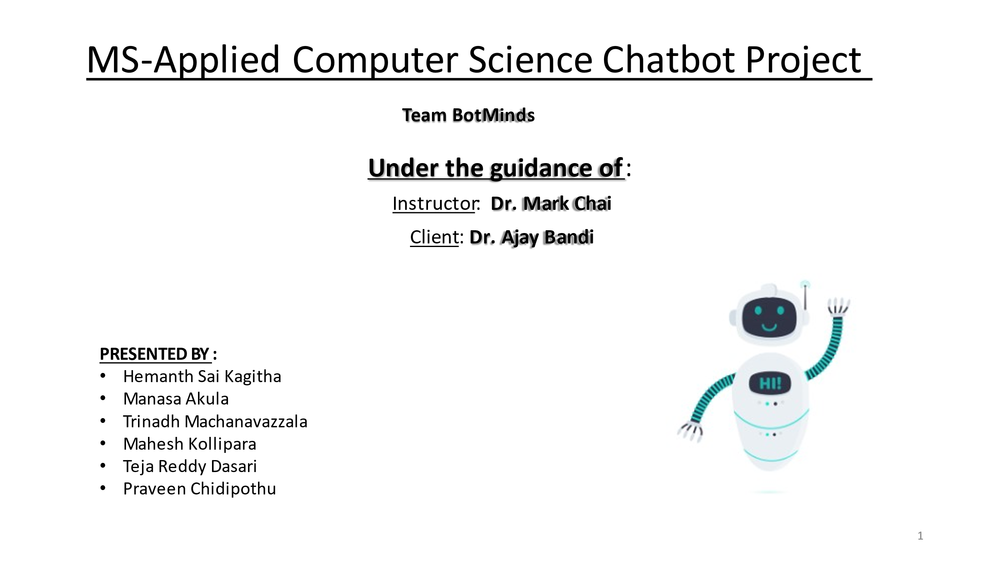 MS-Applied Computer Science Chatbot Project
Team BotMinds
Under the guidance of:
Instructor: Dr. Mark Chai
Client: Dr. Ajay Bandi
PRESENTED BY :
• Hemanth Sai Kagitha
• Manasa Akula
• Trinadh Machanavazzala
• Mahesh Kollipara
• Teja Reddy Dasari
• Praveen Chidipothu
HI!
1